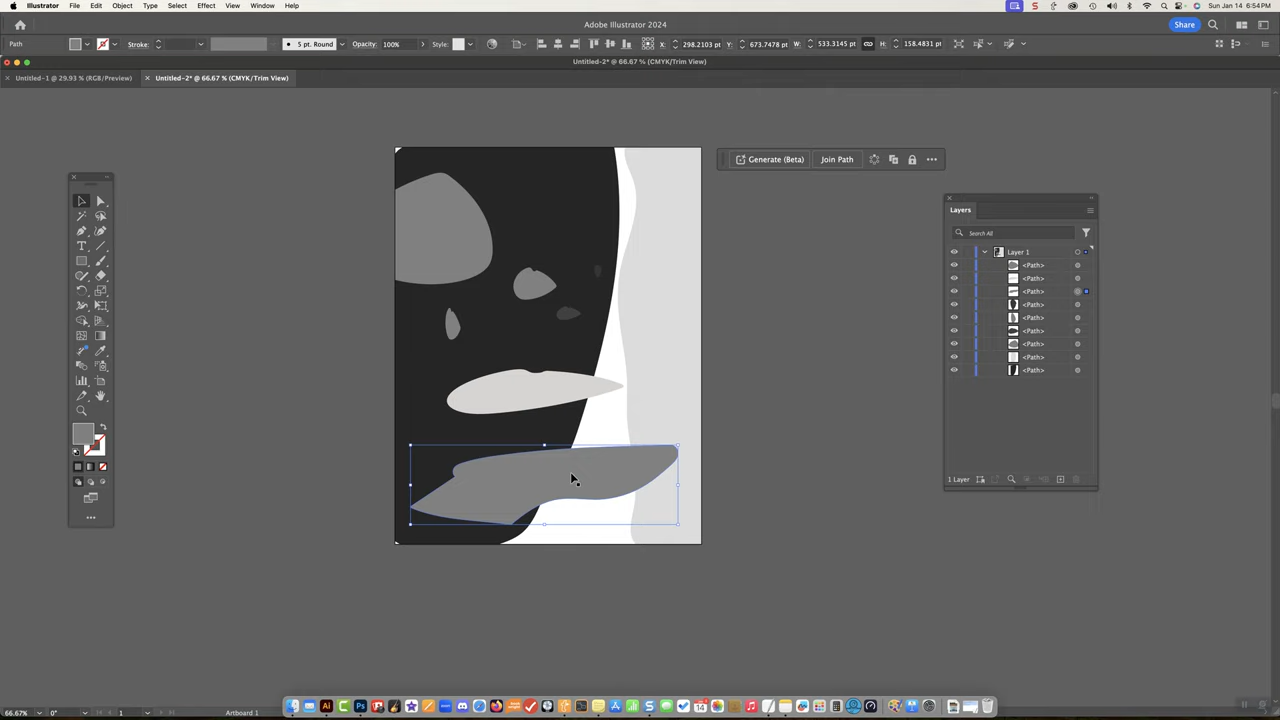 Illustrator File Edit Object Type Select Effect View Window Help Sun Jan 14 6:54 PM
Adobe Illustrator 2024 Share
Path Stroke: 5 pt. Round Opacity: 100% Style: X: 298.2103 pt Y: 673.7478 pt W: 533.3145 pt H: 158.4831 pt
Untitled-2* @ 66.67 % (CMYK/Trim View)
Untitled-1 @ 29.93 % (RGB/Preview) Untitled-2* @ 66.67 % (CMYK/Trim View)
Generate (Beta) Join Path
Layers
Search All
Layer 1
<Path>
<Path>
<Path>
<Path>
<Path>
<Path>
<Path>
<Path>
<Path>
1 Layer
66.67% 0° 1 Artboard 1